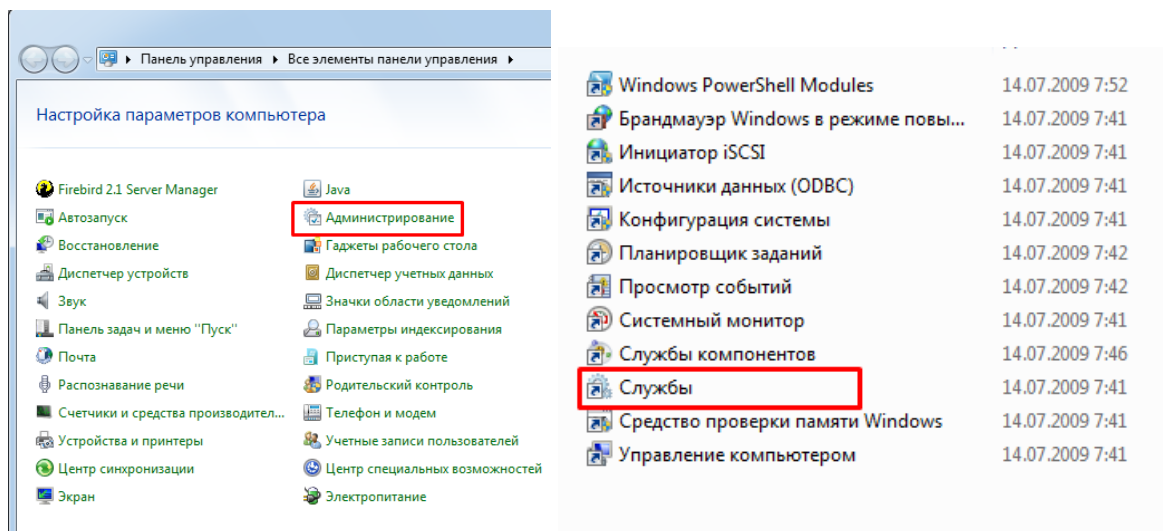 Панель управления Все элементы панели управления
Настройка параметров компьютера
Firebird 2.1 Server Manager
Java
Автозапуск
Администрирование
Восстановление
Гаджеты рабочего стола
Диспетчер устройств
Диспетчер учетных данных
Звук
Значки области уведомлений
Панель задач и меню "Пуск"
Параметры индексирования
Почта
Приступая к работе
Распознавание речи
Родительский контроль
Счетчики и средства производител...
Телефон и модем
Устройства и принтеры
Учетные записи пользователей
Центр синхронизации
Центр специальных возможностей
Экран
Электропитание
Windows PowerShell Modules 14.07.2009 7:52
Брандмауэр Windows в режиме повы... 14.07.2009 7:41
Инициатор iSCSI 14.07.2009 7:41
Источники данных (ODBC) 14.07.2009 7:41
Конфигурация системы 14.07.2009 7:41
Планировщик заданий 14.07.2009 7:42
Просмотр событий 14.07.2009 7:42
Системный монитор 14.07.2009 7:41
Службы компонентов 14.07.2009 7:46
Службы 14.07.2009 7:41
Средство проверки памяти Windows 14.07.2009 7:41
Управление компьютером 14.07.2009 7:41